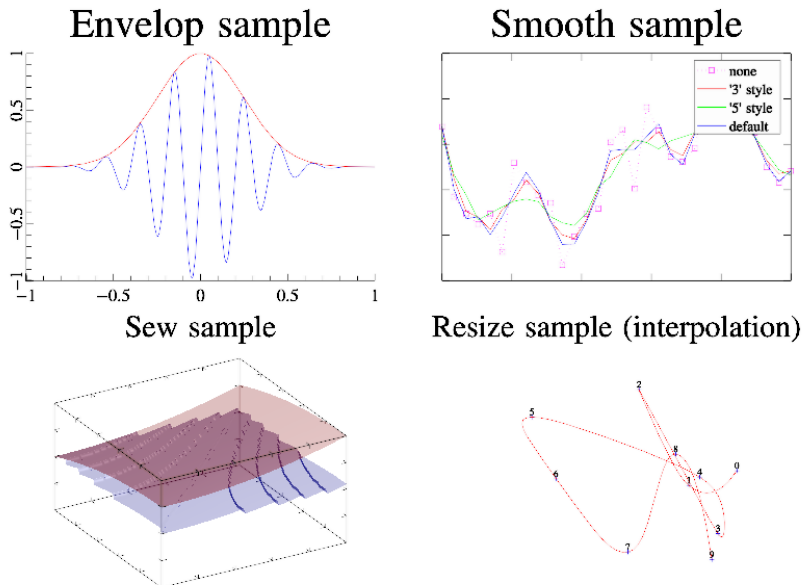 Envelop sample
Smooth sample
1
0.5
0
−0.5
−1
−1
−0.5
0
0.5
1
none
'3' style
'5' style
default
Sew sample
Resize sample (interpolation)
2
5
8
4
0
6
1
3
7
9